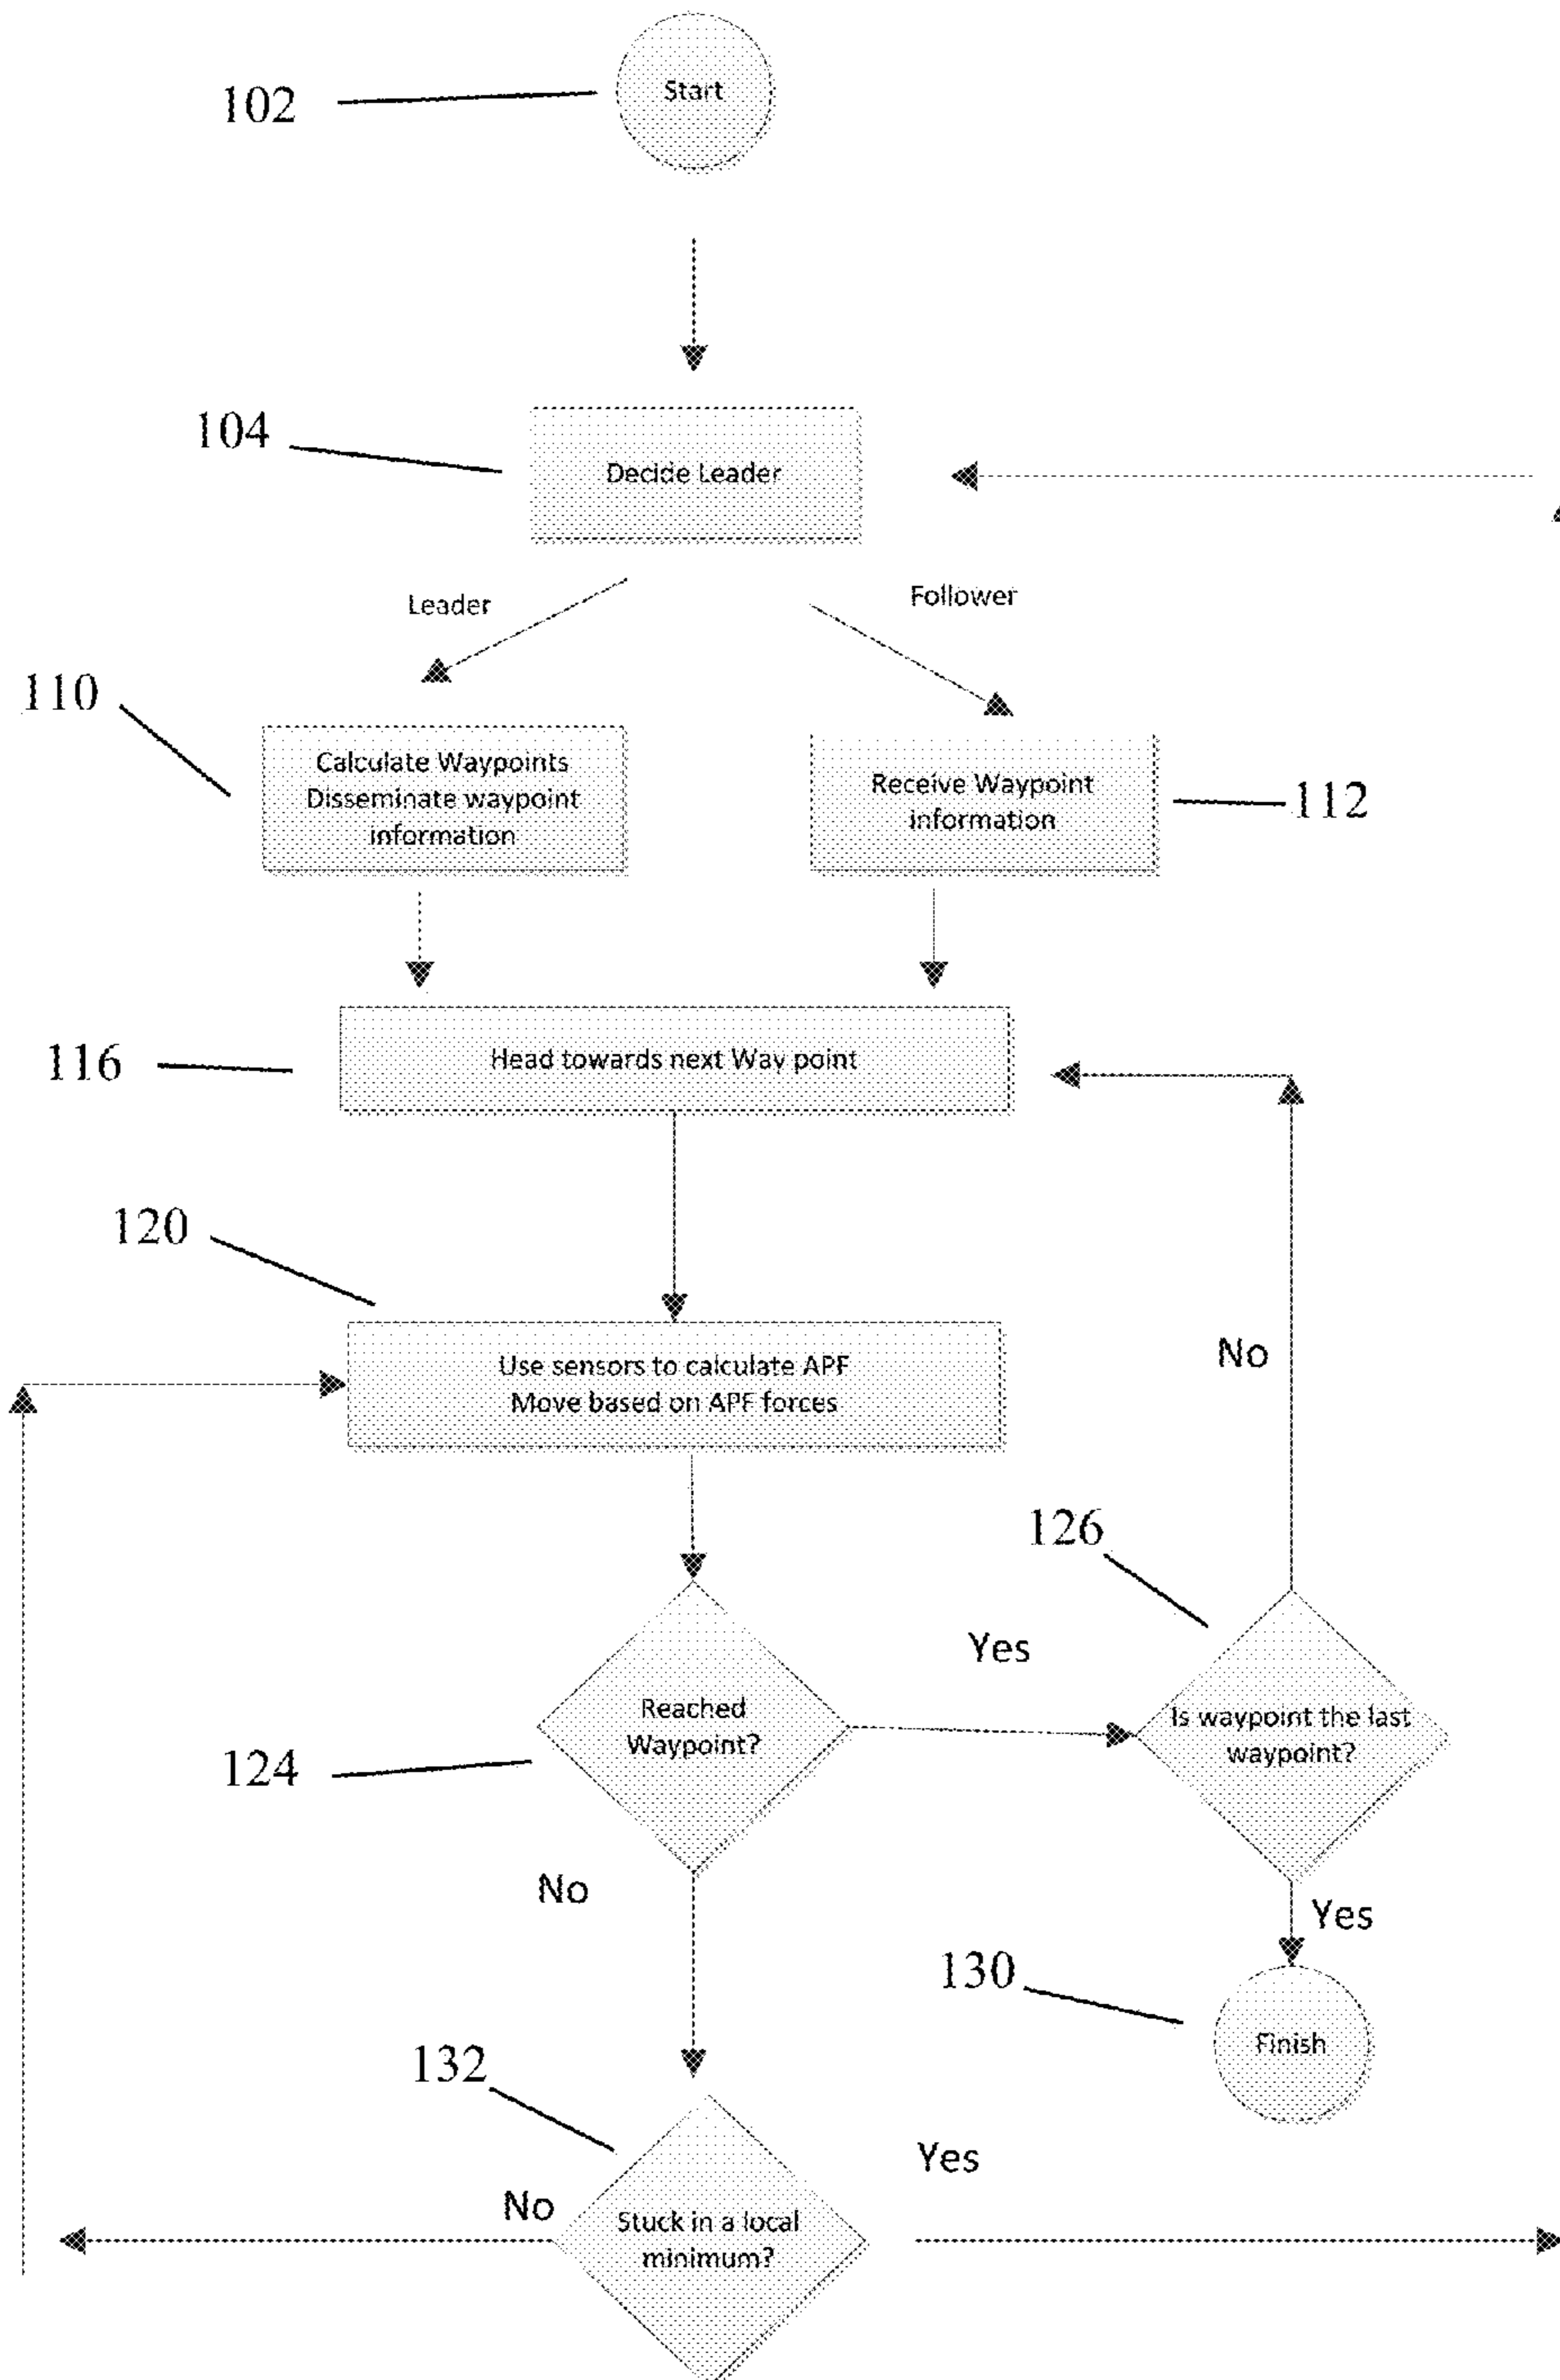 102
Start
104
Decide Leader
Leader
Follower
110
Calculate Waypoints
Disseminate waypoint
information
Receive Waypoint
information
112
116
Head towards next Way point
120
Use sensors to calculate APF
Move based on APF forces
No
126
Yes
Reached
Waypoint?
Is waypoint the last
waypoint?
124
No
Yes
130
Finish
132
Yes
No
Stuck in a local
minimum?